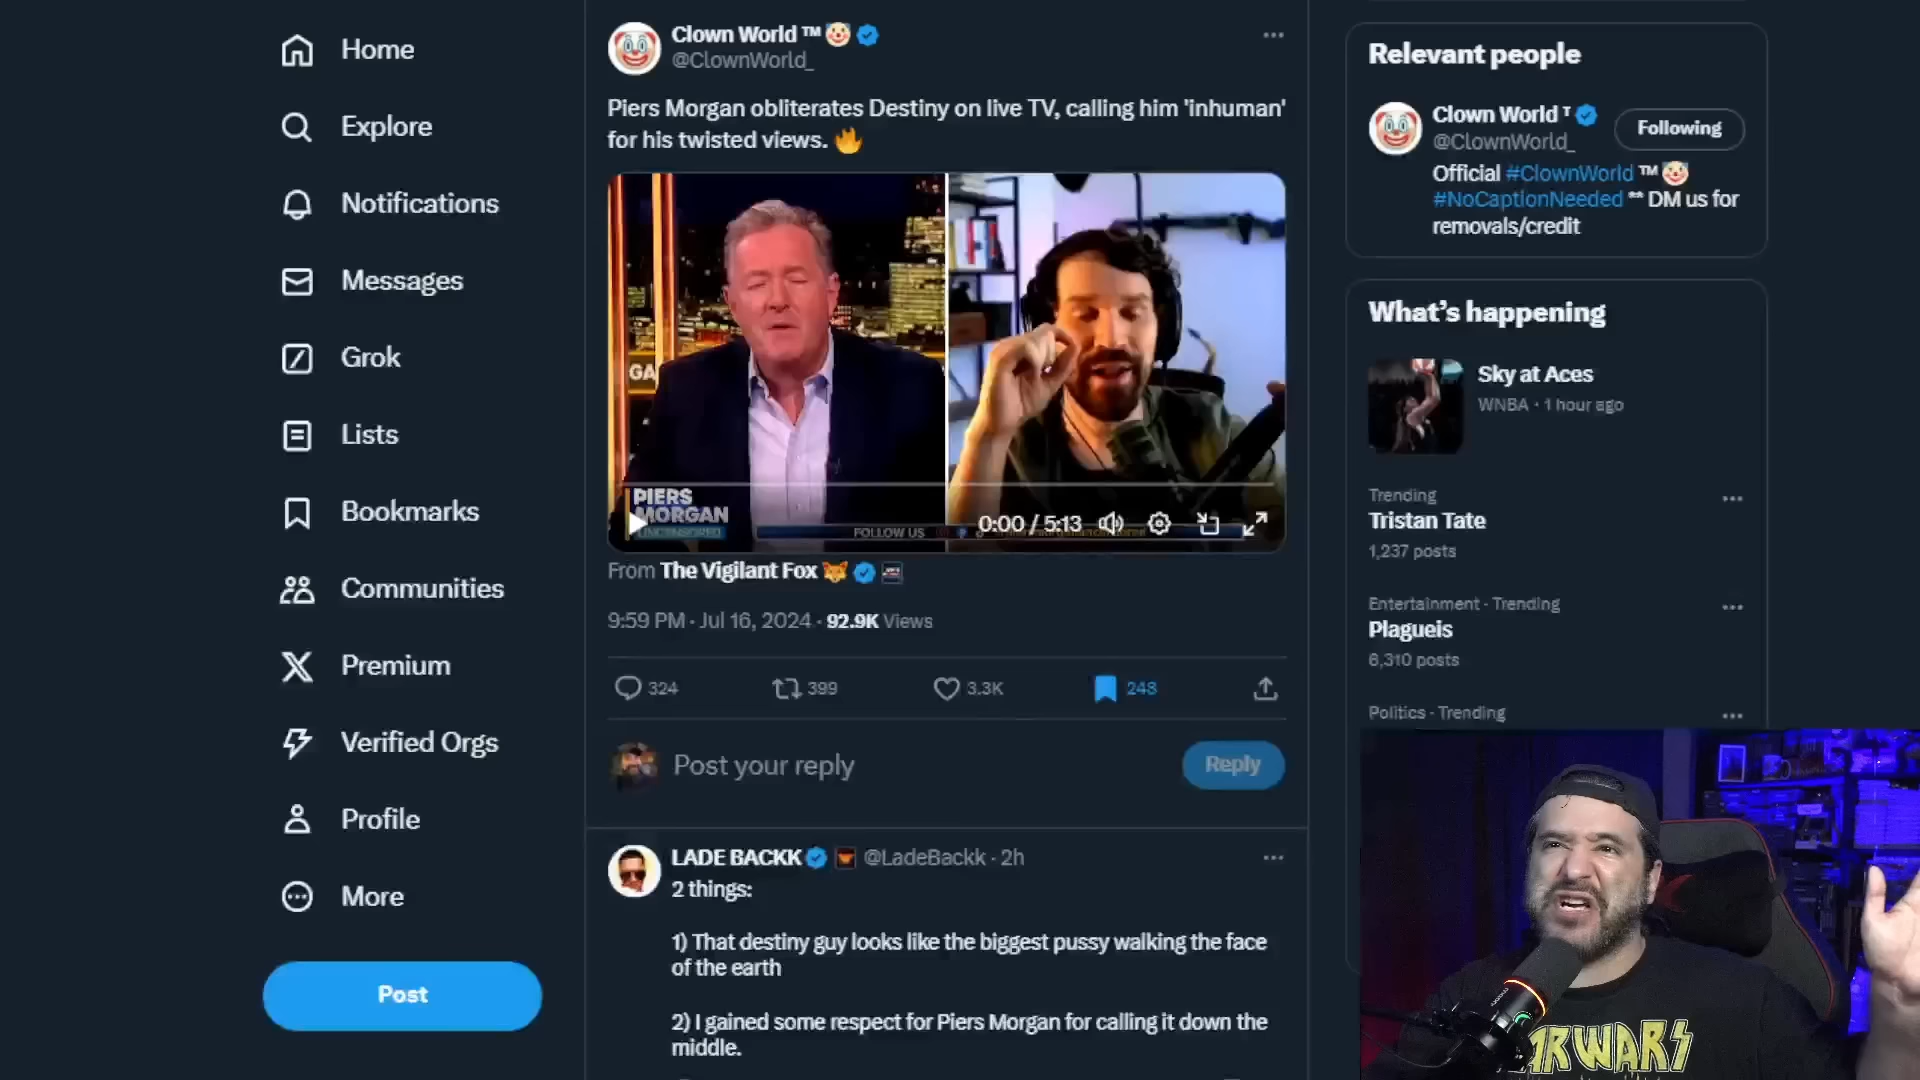 Home
Explore
Notifications
Messages
Grok
Lists
Bookmarks
Communities
Premium
Verified Orgs
Profile
More
Post
Clown World ™
@ClownWorld_
Piers Morgan obliterates Destiny on live TV, calling him 'inhuman'
for his twisted views.
GA
PIERS
MORGAN
UNCENSORED
FOLLOW US
0:00 / 5:13
From The Vigilant Fox
9:59 PM · Jul 16, 2024 · 92.9K Views
324
399
3.3K
248
Post your reply
Reply
LADE BACKK @LadeBackk · 2h
2 things:
1) That destiny guy looks like the biggest pussy walking the face
of the earth
2) I gained some respect for Piers Morgan for calling it down the
middle.
Relevant people
Clown World
@ClownWorld_
Following
Official #ClownWorld ™
#NoCaptionNeeded ** DM us for
removals/credit
What's happening
Sky at Aces
WNBA · 1 hour ago
Trending
Tristan Tate
1,237 posts
Entertainment · Trending
Plagueis
6,310 posts
Politics · Trending